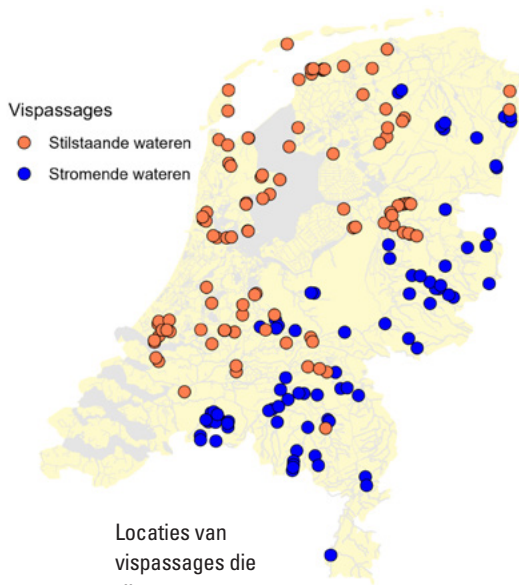 Vispassages
Stilstaande wateren
Stromende wateren
Locaties van
vispassages die